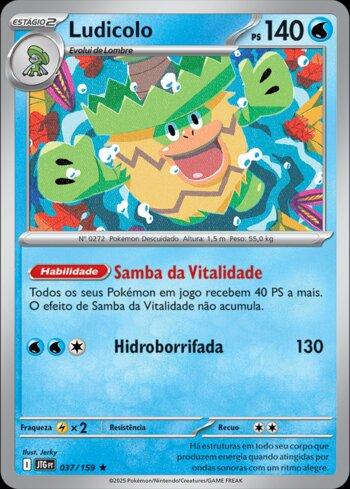 ESTÁGIO 2 Ludicolo PS 140
Evolui de Lombre
Nº 0272 Pokémon Descuidado Altura: 1,5 m Peso: 55,0 kg
Habilidade Samba da Vitalidade
Todos os seus Pokémon em jogo recebem 40 PS a mais.
O efeito de Samba da Vitalidade não acumula.
Hidroborrifada 130
Fraqueza ×2 Resistência Recuo
Ilust. Jerky
I JTG PT 037/159
Há estruturas em todo seu corpo que
produzem energia quando atingidas por
ondas sonoras com um ritmo alegre.
©2025 Pokémon/Nintendo/Creatures/GAME FREAK